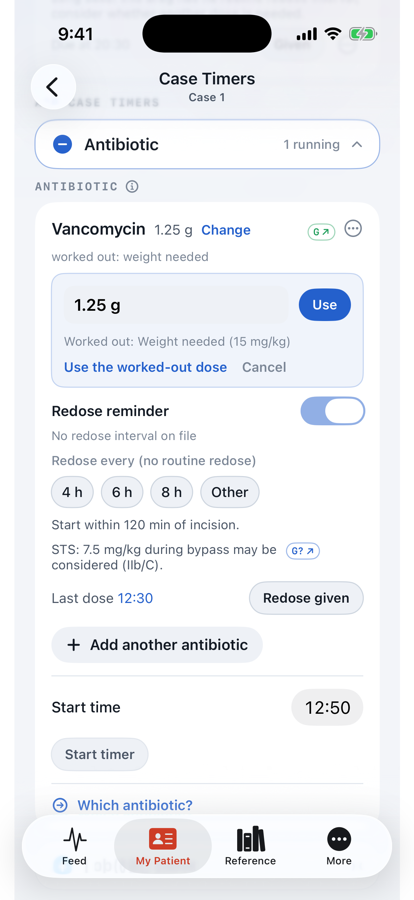 9:41
Case Timers
Case 1
CASE TIMERS
Antibiotic 1 running
ANTIBIOTIC
Vancomycin 1.25 g Change G ↗
worked out: weight needed
1.25 g Use
Worked out: Weight needed (15 mg/kg)
Use the worked-out dose Cancel
Redose reminder
No redose interval on file
Redose every (no routine redose)
4 h 6 h 8 h Other
Start within 120 min of incision.
STS: 7.5 mg/kg during bypass may be G? ↗
considered (IIb/C).
Last dose 12:30 Redose given
+ Add another antibiotic
Start time 12:50
Start timer
Which antibiotic?
Feed My Patient Reference More